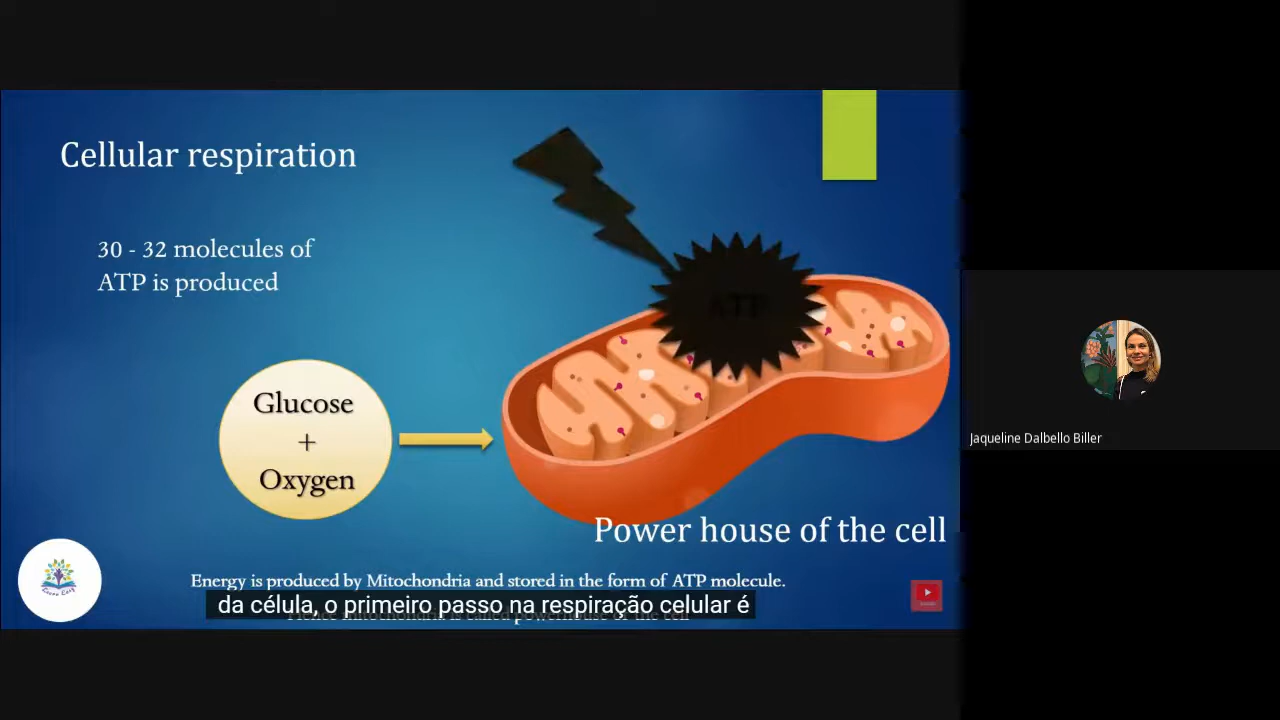 Cellular respiration
30 - 32 molecules of
ATP is produced
ATP
Glucose
+
Oxygen
Power house of the cell
Energy is produced by Mitochondria and stored in the form of ATP molecule.
da célula, o primeiro passo na respiração celular é
Hence mitochondria is called powerhouse of the cell
Learn Easy
Jaqueline Dalbello Biller